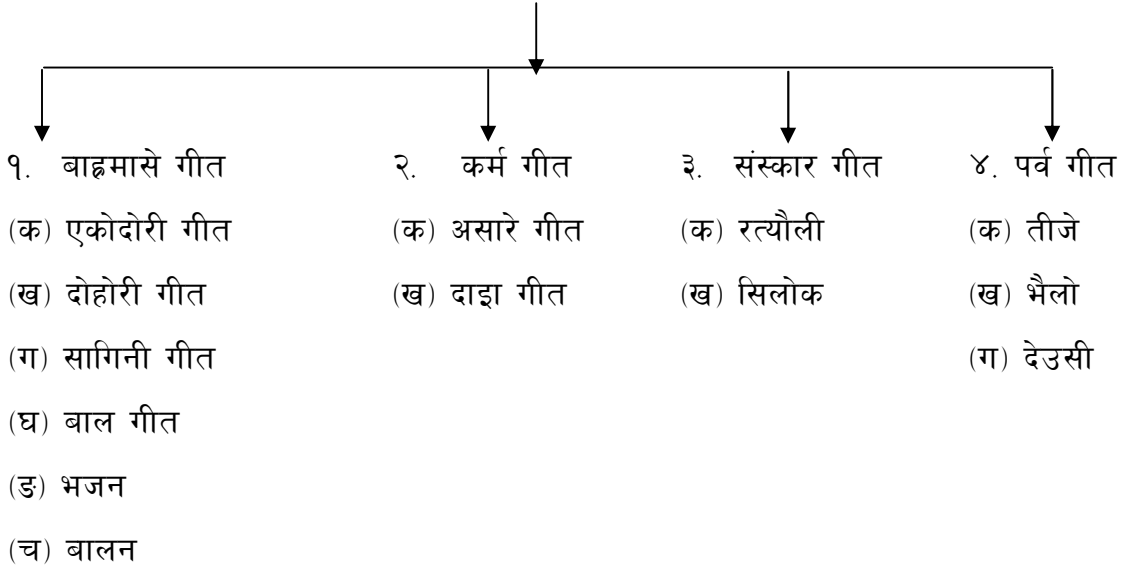 १. बाह्रमासे गीत २. कर्म गीत ३. संस्कार गीत ४. पर्व गीत
(क) एकोदोरी गीत (क) असारे गीत (क) रत्यौली (क) तीजे
(ख) दोहोरी गीत (ख) दाइा गीत (ख) सिलोक (ख) भैलो
(ग) सागिनी गीत (ग) देउसी
(घ) बाल गीत
(ङ) भजन
(च) बालन